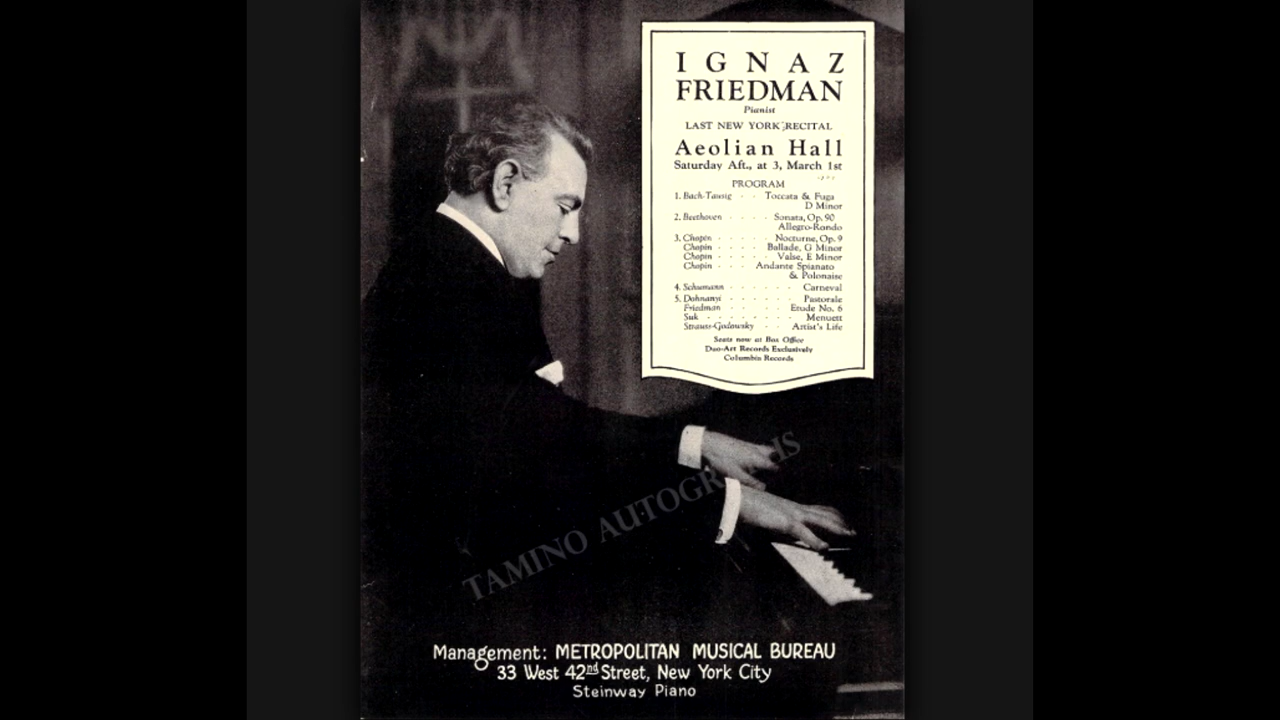 IGNAZ
FRIEDMAN
Pianist
LAST NEW YORK RECITAL
Aeolian Hall
Saturday Aft., at 3, March 1st
PROGRAM
1. Bach-Tausig · · Toccata & Fuga
D Minor
2. Beethoven · · · · Sonata, Op. 90
Allegro-Rondo
3. Chopin · · · · · Nocturne, Op. 9
Chopin · · · · Ballade, G Minor
Chopin · · · · · Valse, E Minor
Chopin · · · Andante Spianato
& Polonaise
4. Schumann · · · · · · Carneval
5. Dohnanyi · · · · · · Pastorale
Friedman · · · · · Etude No. 6
Suk · · · · · · · · Menuett
Strauss-Godowsky · · Artist's Life
Seats now at Box Office
Duo-Art Records Exclusively
Columbia Records
TAMINO AUTOGRAPHS
Management: METROPOLITAN MUSICAL BUREAU
33 West 42nd Street, New York City
Steinway Piano